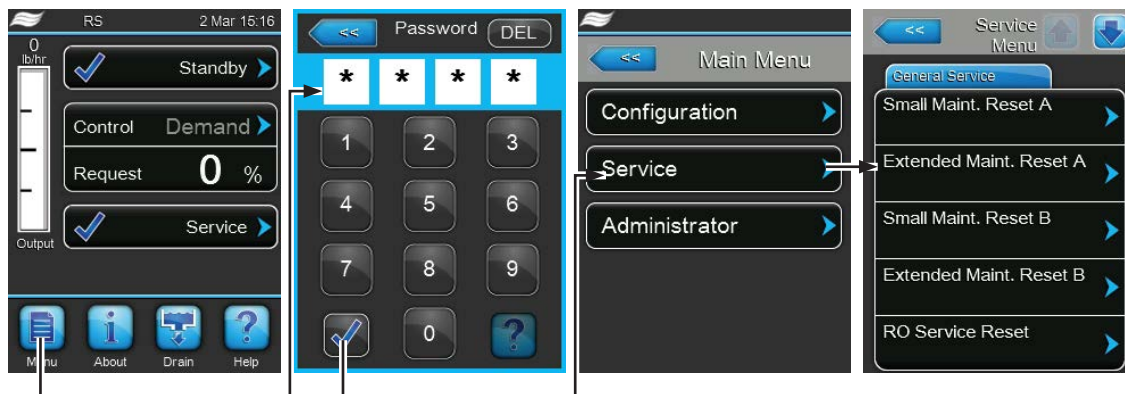 RS 2 Mar 15:16
0
lb/hr
Standby
Control Demand
Request 0 %
Service
Output
Menu About Drain Help
<< Password DEL
* * * *
1 2 3
4 5 6
7 8 9
0 ?
<< Main Menu
Configuration
Service
Administrator
<< Service
Menu
General Service
Small Maint. Reset A
Extended Maint. Reset A
Small Maint. Reset B
Extended Maint. Reset B
RO Service Reset